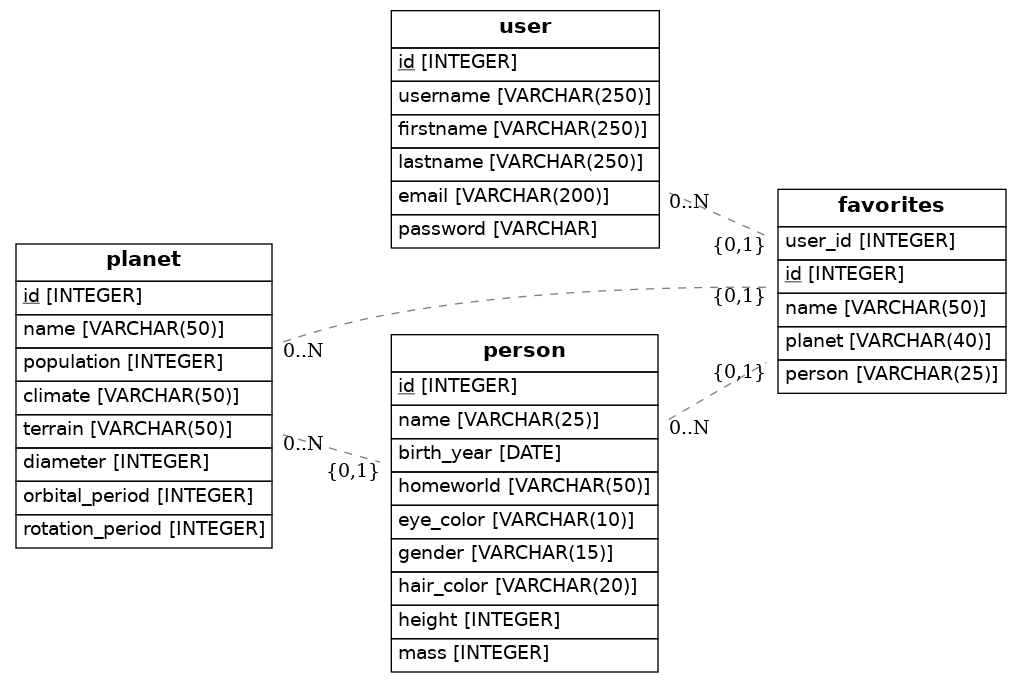 user
id [INTEGER]
username [VARCHAR(250)]
firstname [VARCHAR(250)]
lastname [VARCHAR(250)]
email [VARCHAR(200)]
password [VARCHAR]
0..N
{0,1}
favorites
user_id [INTEGER]
id [INTEGER]
name [VARCHAR(50)]
planet [VARCHAR(40)]
person [VARCHAR(25)]
planet
id [INTEGER]
name [VARCHAR(50)]
population [INTEGER]
climate [VARCHAR(50)]
terrain [VARCHAR(50)]
diameter [INTEGER]
orbital_period [INTEGER]
rotation_period [INTEGER]
0..N
{0,1}
0..N
{0,1}
person
id [INTEGER]
name [VARCHAR(25)]
birth_year [DATE]
homeworld [VARCHAR(50)]
eye_color [VARCHAR(10)]
gender [VARCHAR(15)]
hair_color [VARCHAR(20)]
height [INTEGER]
mass [INTEGER]
0..N
{0,1}